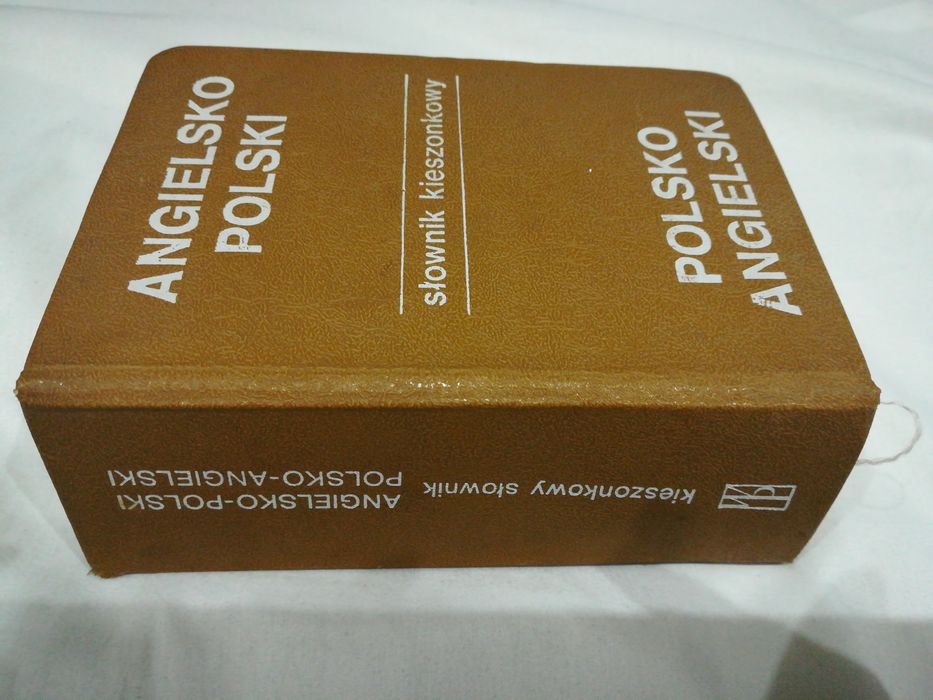 ANGIELSKO
POLSKI
słownik kieszonkowy
POLSKO
ANGIELSKI
kieszonkowy słownik
ANGIELSKO-POLSKI
POLSKO-ANGIELSKI